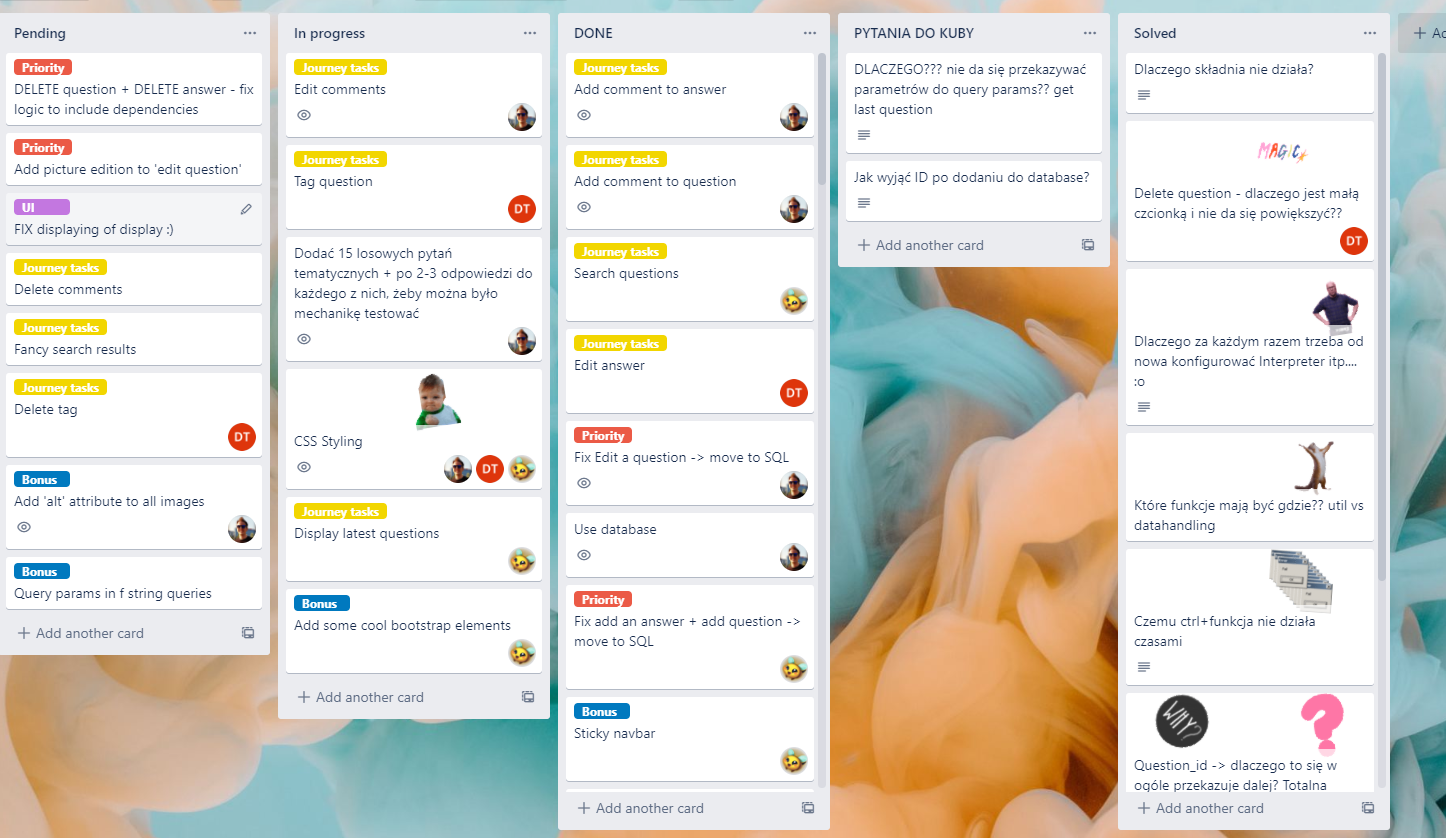 Pending
Priority
DELETE question + DELETE answer - fix
logic to include dependencies
Priority
Add picture edition to 'edit question'
UI
FIX displaying of display :)
Journey tasks
Delete comments
Journey tasks
Fancy search results
Journey tasks
Delete tag
DT
Bonus
Add 'alt' attribute to all images
Bonus
Query params in f string queries
Add another card
In progress
Journey tasks
Edit comments
Journey tasks
Tag question
DT
Dodać 15 losowych pytań
tematycznych + po 2-3 odpowiedzi do
każdego z nich, żeby można było
mechanikę testować
CSS Styling
DT
Journey tasks
Display latest questions
Bonus
Add some cool bootstrap elements
Add another card
DONE
Journey tasks
Add comment to answer
Journey tasks
Add comment to question
Journey tasks
Search questions
Journey tasks
Edit answer
DT
Priority
Fix Edit a question -> move to SQL
Use database
Priority
Fix add an answer + add question ->
move to SQL
Bonus
Sticky navbar
Add another card
PYTANIA DO KUBY
DLACZEGO??? nie da się przekazywać
parametrów do query params?? get
last question
Jak wyjąć ID po dodaniu do database?
Add another card
Solved
Dlaczego składnia nie działa?
MAGIC
Delete question - dlaczego jest małą
czcionką i nie da się powiększyć??
DT
Dlaczego za każdym razem trzeba od
nowa konfigurować Interpreter itp....
:o
Które funkcje mają być gdzie?? util vs
datahandling
Czemu ctrl+funkcja nie działa
czasami
WHY?
?
Question_id -> dlaczego to się w
ogóle przekazuje dalej? Totalna
Add another card